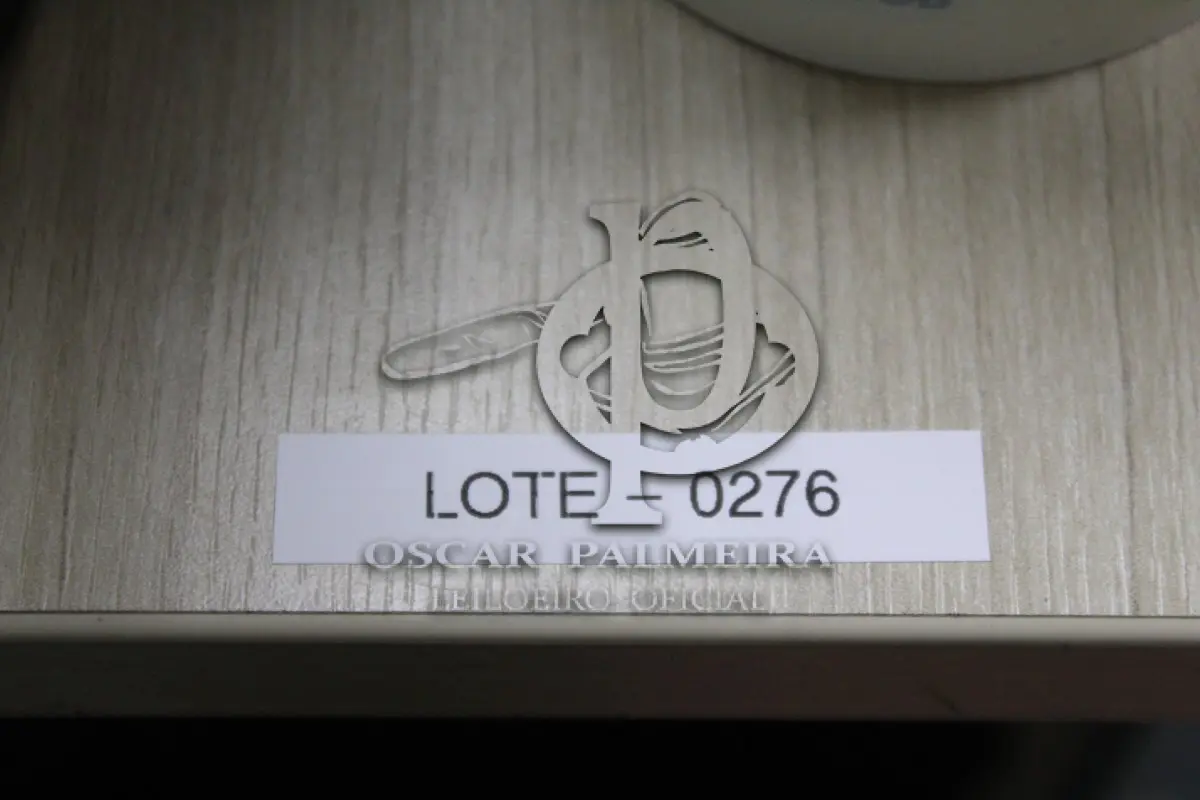 LOTE - 0276
OSCAR PALMEIRA
LEILOEIRO OFICIAL